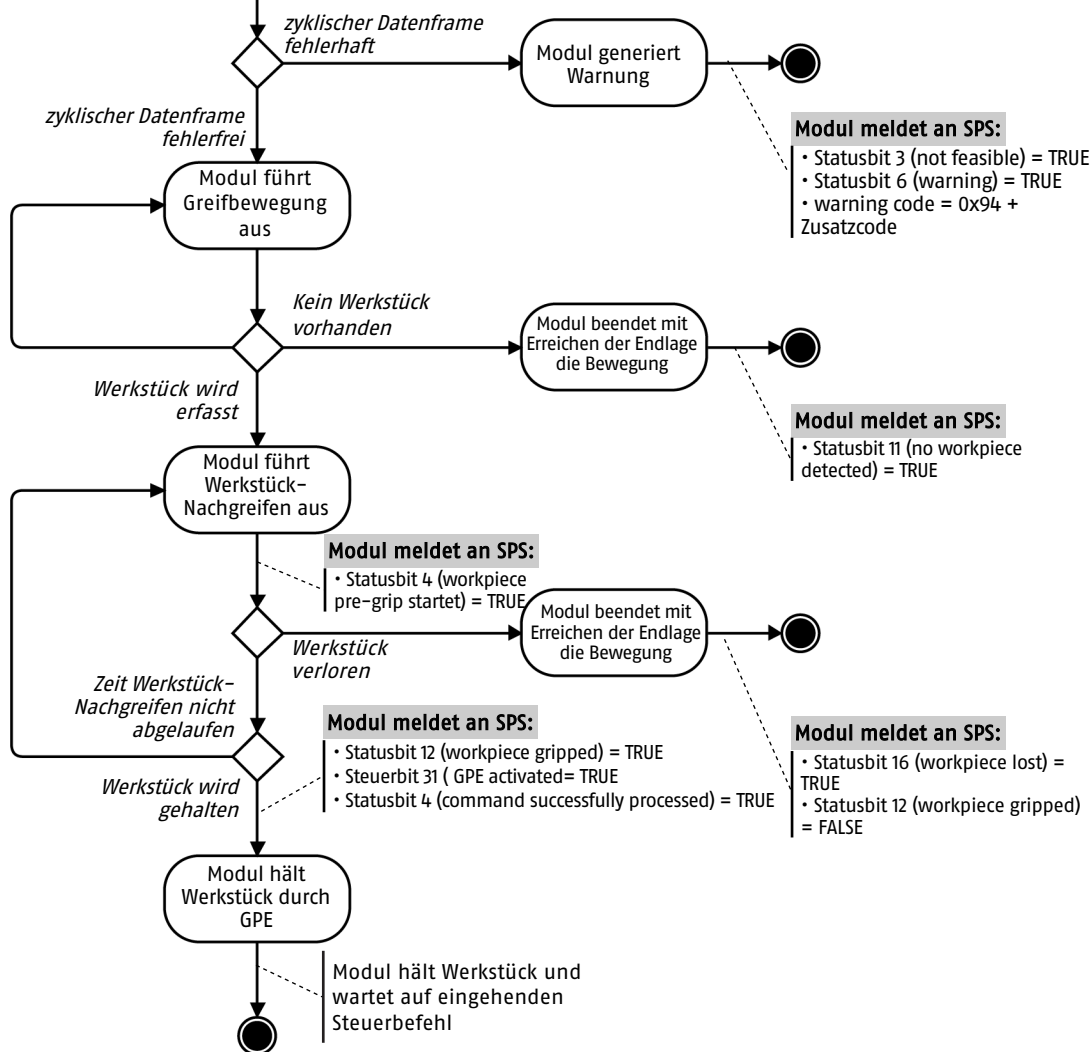 zyklischer Datenframe
fehlerhaft
Modul generiert
Warnung
zyklischer Datenframe
fehlerfrei
Modul meldet an SPS:
• Statusbit 3 (not feasible) = TRUE
• Statusbit 6 (warning) = TRUE
• warning code = 0x94 +
Zusatzcode
Modul führt
Greifbewegung
aus
Kein Werkstück
vorhanden
Modul beendet mit
Erreichen der Endlage
die Bewegung
Werkstück wird
erfasst
Modul meldet an SPS:
• Statusbit 11 (no workpiece
detected) = TRUE
Modul führt
Werkstück-
Nachgreifen aus
Modul meldet an SPS:
• Statusbit 4 (workpiece
pre-grip startet) = TRUE
Modul beendet mit
Erreichen der Endlage
die Bewegung
Werkstück
verloren
Zeit Werkstück-
Nachgreifen nicht
abgelaufen
Modul meldet an SPS:
• Statusbit 12 (workpiece gripped) = TRUE
• Steuerbit 31 ( GPE activated= TRUE
• Statusbit 4 (command successfully processed) = TRUE
Modul meldet an SPS:
• Statusbit 16 (workpiece lost) =
TRUE
• Statusbit 12 (workpiece gripped)
= FALSE
Werkstück wird
gehalten
Modul hält
Werkstück durch
GPE
Modul hält Werkstück und
wartet auf eingehenden
Steuerbefehl